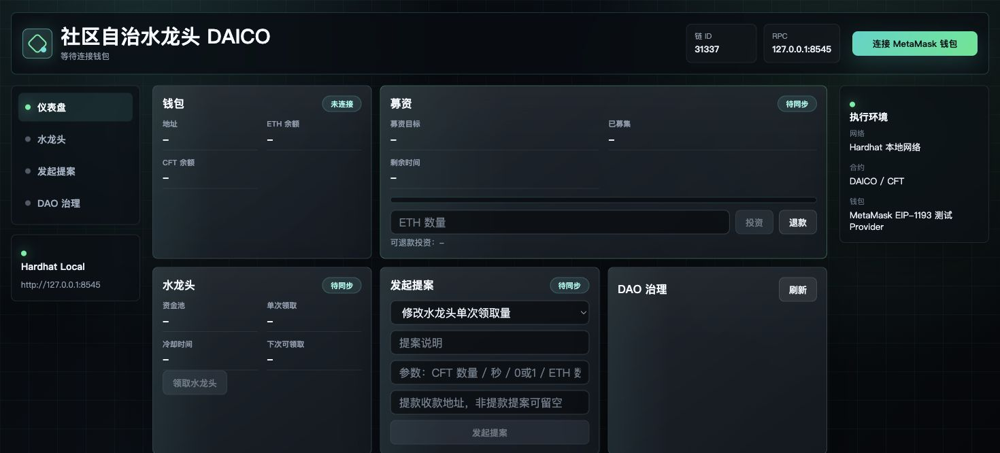 社区自治水龙头 DAICO
等待连接钱包
链 ID
31337
RPC
127.0.0.1:8545
连接 MetaMask 钱包
仪表盘
水龙头
发起提案
DAO 治理
Hardhat Local
http://127.0.0.1:8545
钱包
未连接
地址
–
ETH 余额
–
CFT 余额
–
募资
待同步
募资目标
–
已募集
–
剩余时间
–
ETH 数量
投资
退款
可退款投资：–
执行环境
网络
Hardhat 本地网络
合约
DAICO / CFT
钱包
MetaMask EIP–1193 测试
Provider
水龙头
待同步
资金池
–
单次领取
–
冷却时间
–
下次可领取
–
领取水龙头
发起提案
待同步
修改水龙头单次领取量
提案说明
参数：CFT 数量 / 秒 / 0或1 / ETH 数
提款收款地址，非提款提案可留空
发起提案
DAO 治理
刷新